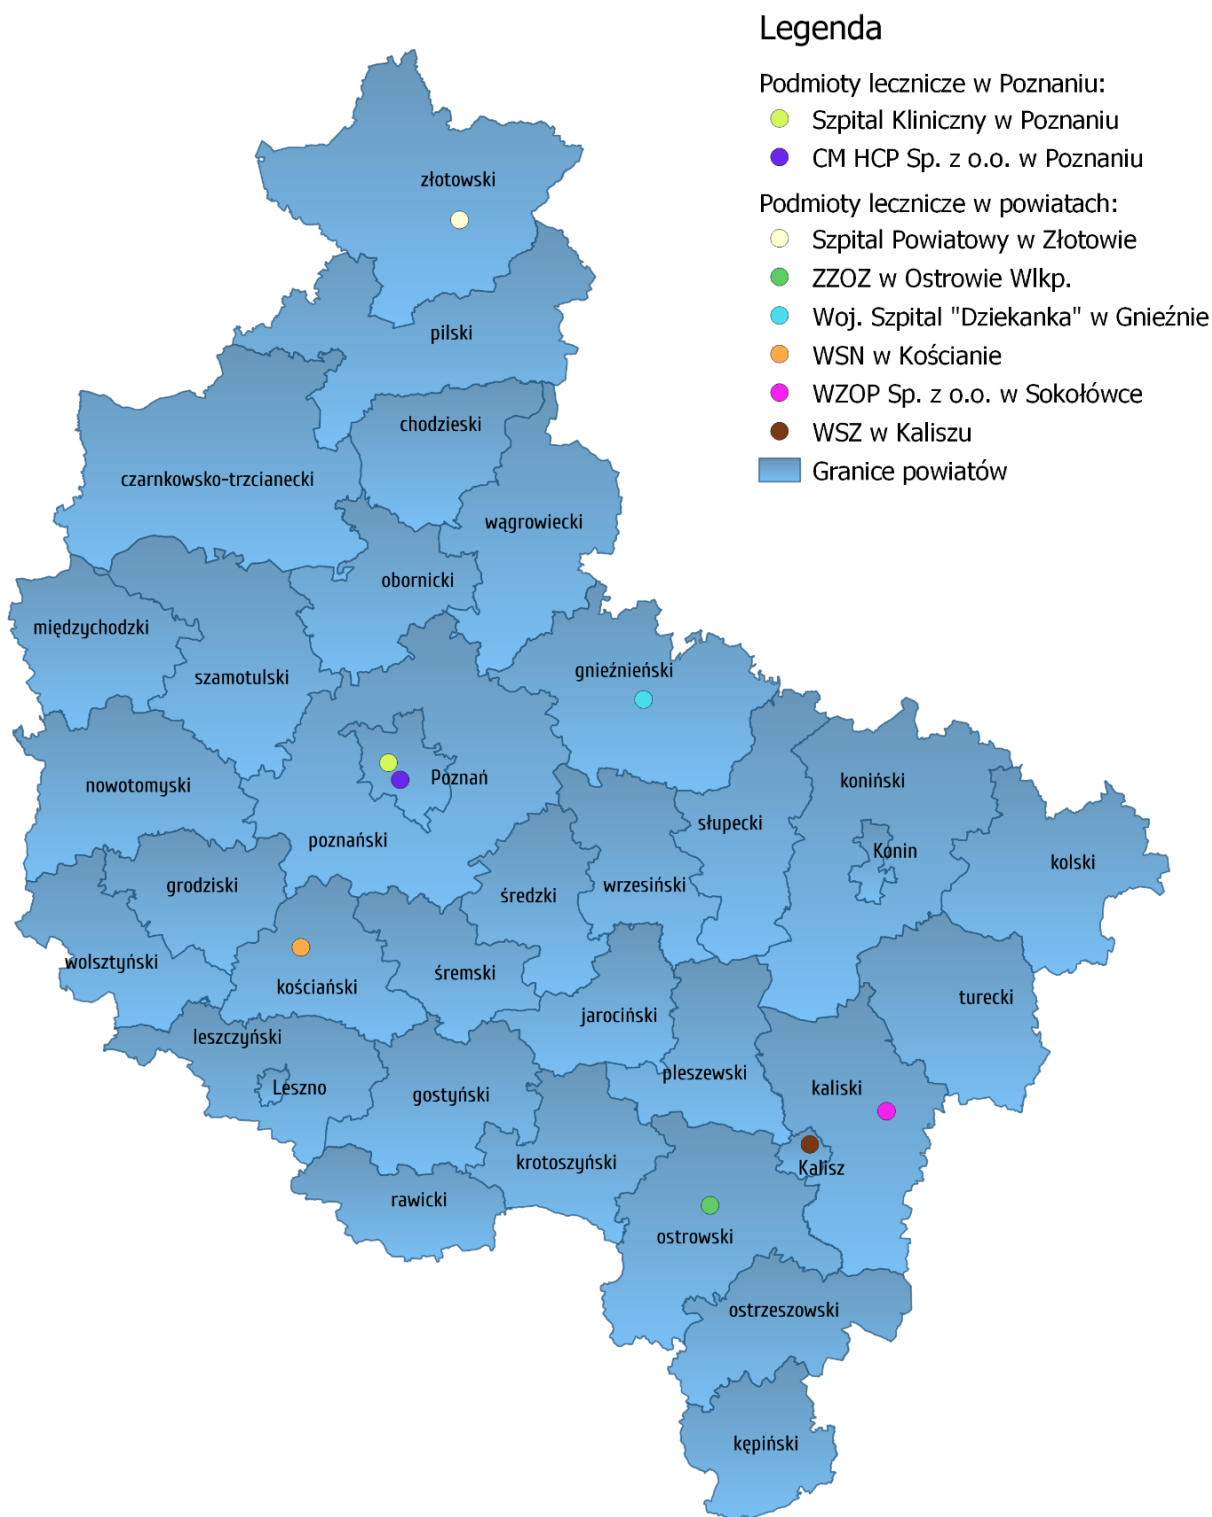 Legenda
Podmioty lecznicze w Poznaniu:
Szpital Kliniczny w Poznaniu
CM HCP Sp. z o.o. w Poznaniu
Podmioty lecznicze w powiatach:
Szpital Powiatowy w Złotowie
ZZOZ w Ostrowie Wlkp.
Woj. Szpital "Dziekanka" w Gnieźnie
WSN w Kościanie
WZOP Sp. z o.o. w Sokołówce
WSZ w Kaliszu
Granice powiatów
złotowski
pilski
chodzieski
czarnkowsko-trzcianecki
wągrowiecki
obornicki
międzychodzki
szamotulski
gnieźnieński
nowotomyski
Poznań
poznański
koniński
słupecki
Konin
kolski
grodziski
średzki
wrzesiński
wolsztyński
kościański
śremski
turecki
jarociński
leszczyński
Leszno
gostyński
pleszewski
kaliski
krotoszyński
Kalisz
rawicki
ostrowski
ostrzeszowski
kępiński